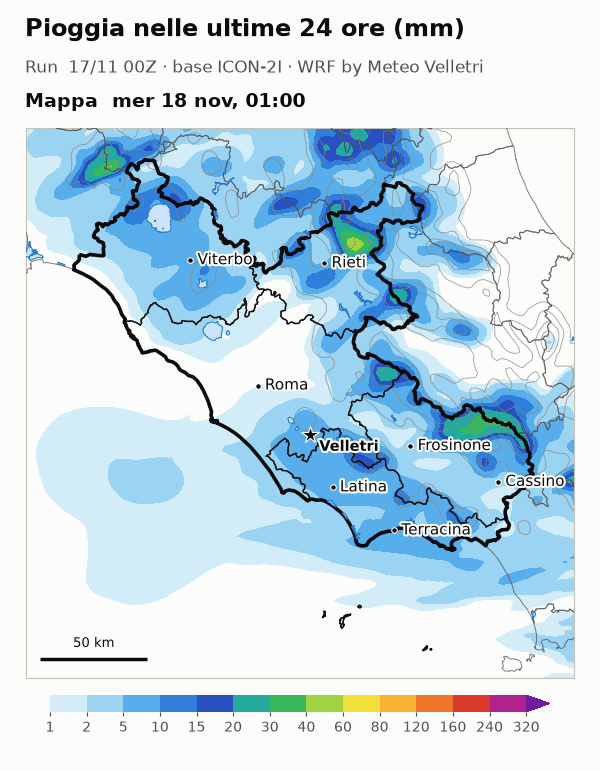 Pioggia nelle ultime 24 ore (mm)
Run 17/11 00Z · base ICON-2I · WRF by Meteo Velletri
Mappa mer 18 nov, 01:00
Viterbo
Rieti
Roma
Velletri
Frosinone
Cassino
Latina
Terracina
50 km
1 2 5 10 15 20 30 40 60 80 120 160 240 320